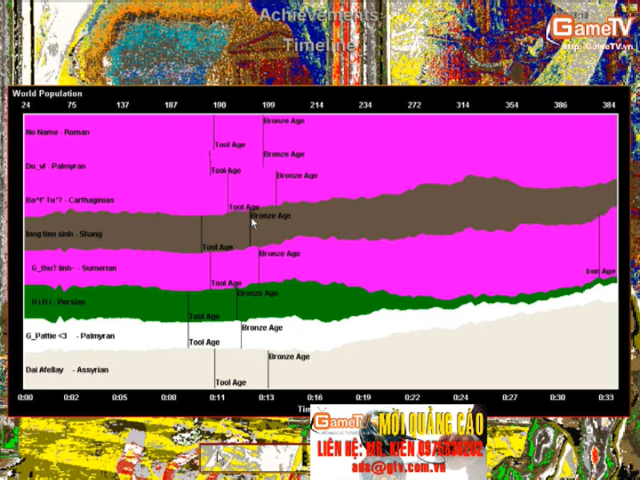 Achievements
Timeline
GameTV
http://GameTV.vn
World Population
24 75 137 187 190 199 214 234 272 314 354 386 384
No Name - Roman
Tool Age
Bronze Age
Do_vl - Palmyran
Tool Age
Bronze Age
Carthaginian
Tool Age
Bronze Age
long tien sinh - Shang
Tool Age
Bronze Age
Sumerian
Tool Age
Bronze Age
Iron Age
H i H i - Persian
Tool Age
Bronze Age
G_Pattie <3 - Palmyran
Tool Age
Bronze Age
Dai Afellay - Assyrian
Tool Age
Bronze Age
0:00 0:02 0:05 0:08 0:10 0:13 0:16 0:19 0:22 0:24 0:27 0:30 0:33
GameTV
MỜI QUẢNG CÁO
LIÊN HỆ: MR. KIÊN 0975830202
ads@gtv.com.vn